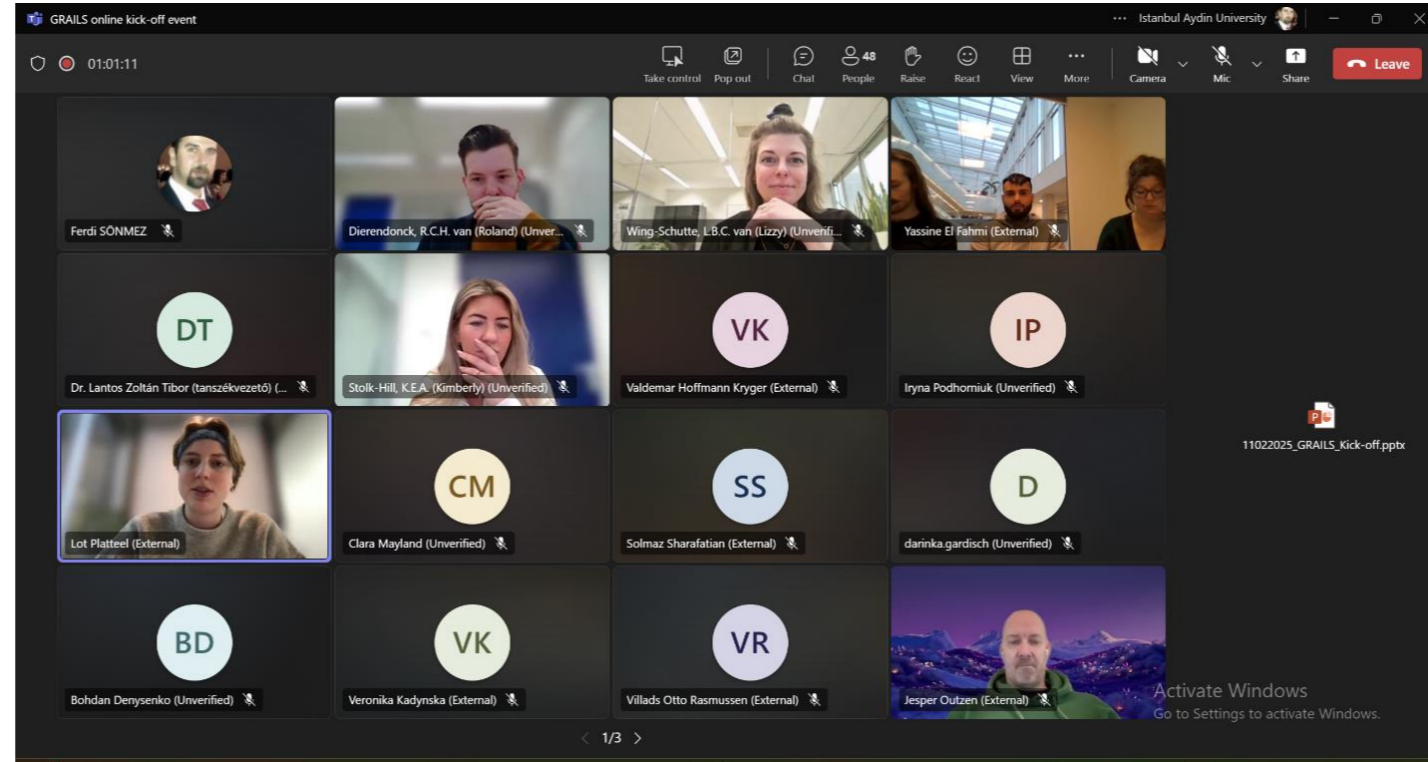 GRAILS online kick-off event
Istanbul Aydin University
01:01:11
Take control
Pop out
Chat
48
People
Raise
React
View
More
Camera
Mic
Share
Leave
Ferdi SÖNMEZ
Dierendonck, R.C.H. van (Roland) (Unver...
Wing-Schutte, L.B.C. van (Lizzy) (Unverifi...
Yassine El Fahmi (External)
DT
Dr. Lantos Zoltán Tibor (tanszékvezető) (...
Stolk-Hill, K.E.A. (Kimberly) (Unverified)
VK
Valdemar Hoffmann Kryger (External)
IP
Iryna Podhorniuk (Unverified)
Lot Platteel (External)
CM
Clara Mayland (Unverified)
SS
Solmaz Sharafatian (External)
D
darinka.gardisch (Unverified)
11022025_GRAILS_Kick-off.pptx
BD
Bohdan Denysenko (Unverified)
VK
Veronika Kadynska (External)
VR
Villads Otto Rasmussen (External)
Jesper Outzen (External)
Activate Windows
Go to Settings to activate Windows.
1/3